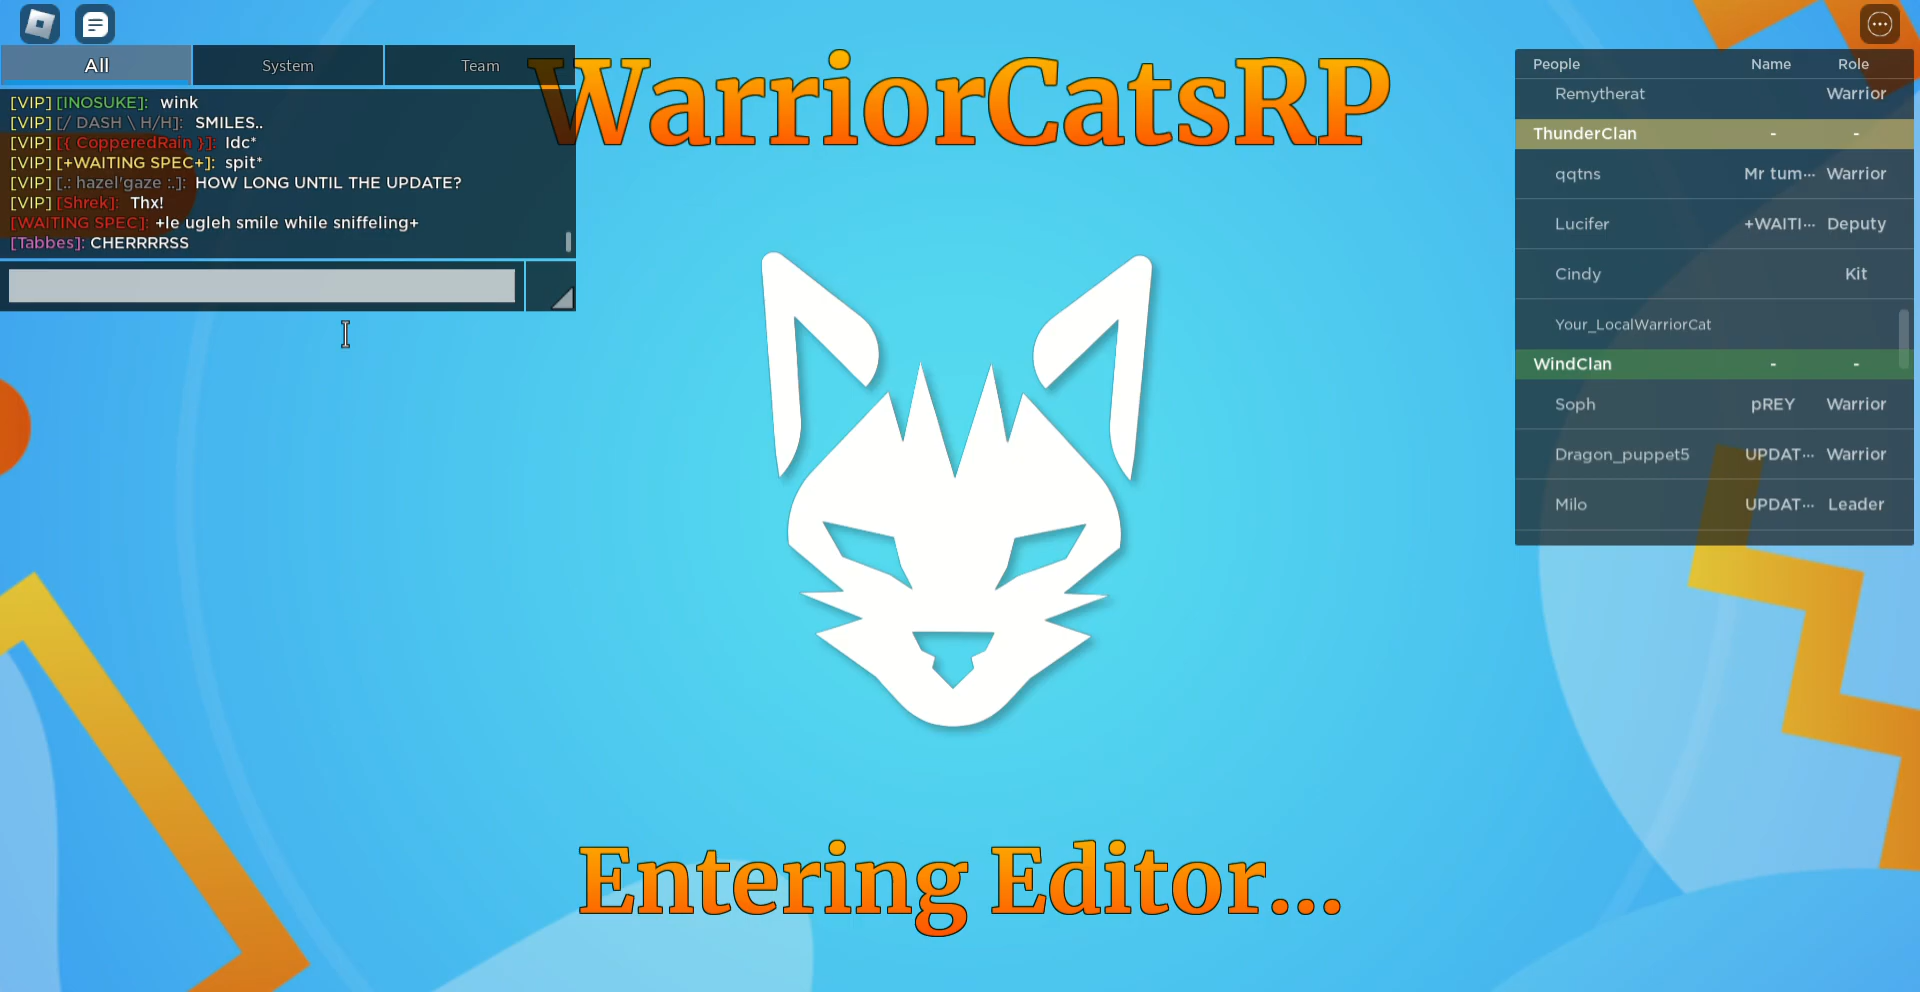 WarriorCatsRP
All System Team
[VIP] [INOSUKE]: wink
[VIP] [/ DASH \ H/H]: SMILES..
[VIP] [{ CopperedRain }]: Idc*
[VIP] [+WAITING SPEC+]: spit*
[VIP] [.: hazel'gaze :.]: HOW LONG UNTIL THE UPDATE?
[VIP] [Shrek]: Thx!
[WAITING SPEC]: +le ugleh smile while sniffeling+
[Tabbes]: CHERRRRSS
People Name Role
Remytherat Warrior
ThunderClan - -
qqtns Mr tum... Warrior
Lucifer +WAITI... Deputy
Cindy Kit
Your_LocalWarriorCat
WindClan - -
Soph pREY Warrior
Dragon_puppet5 UPDAT... Warrior
Milo UPDAT... Leader
Entering Editor...